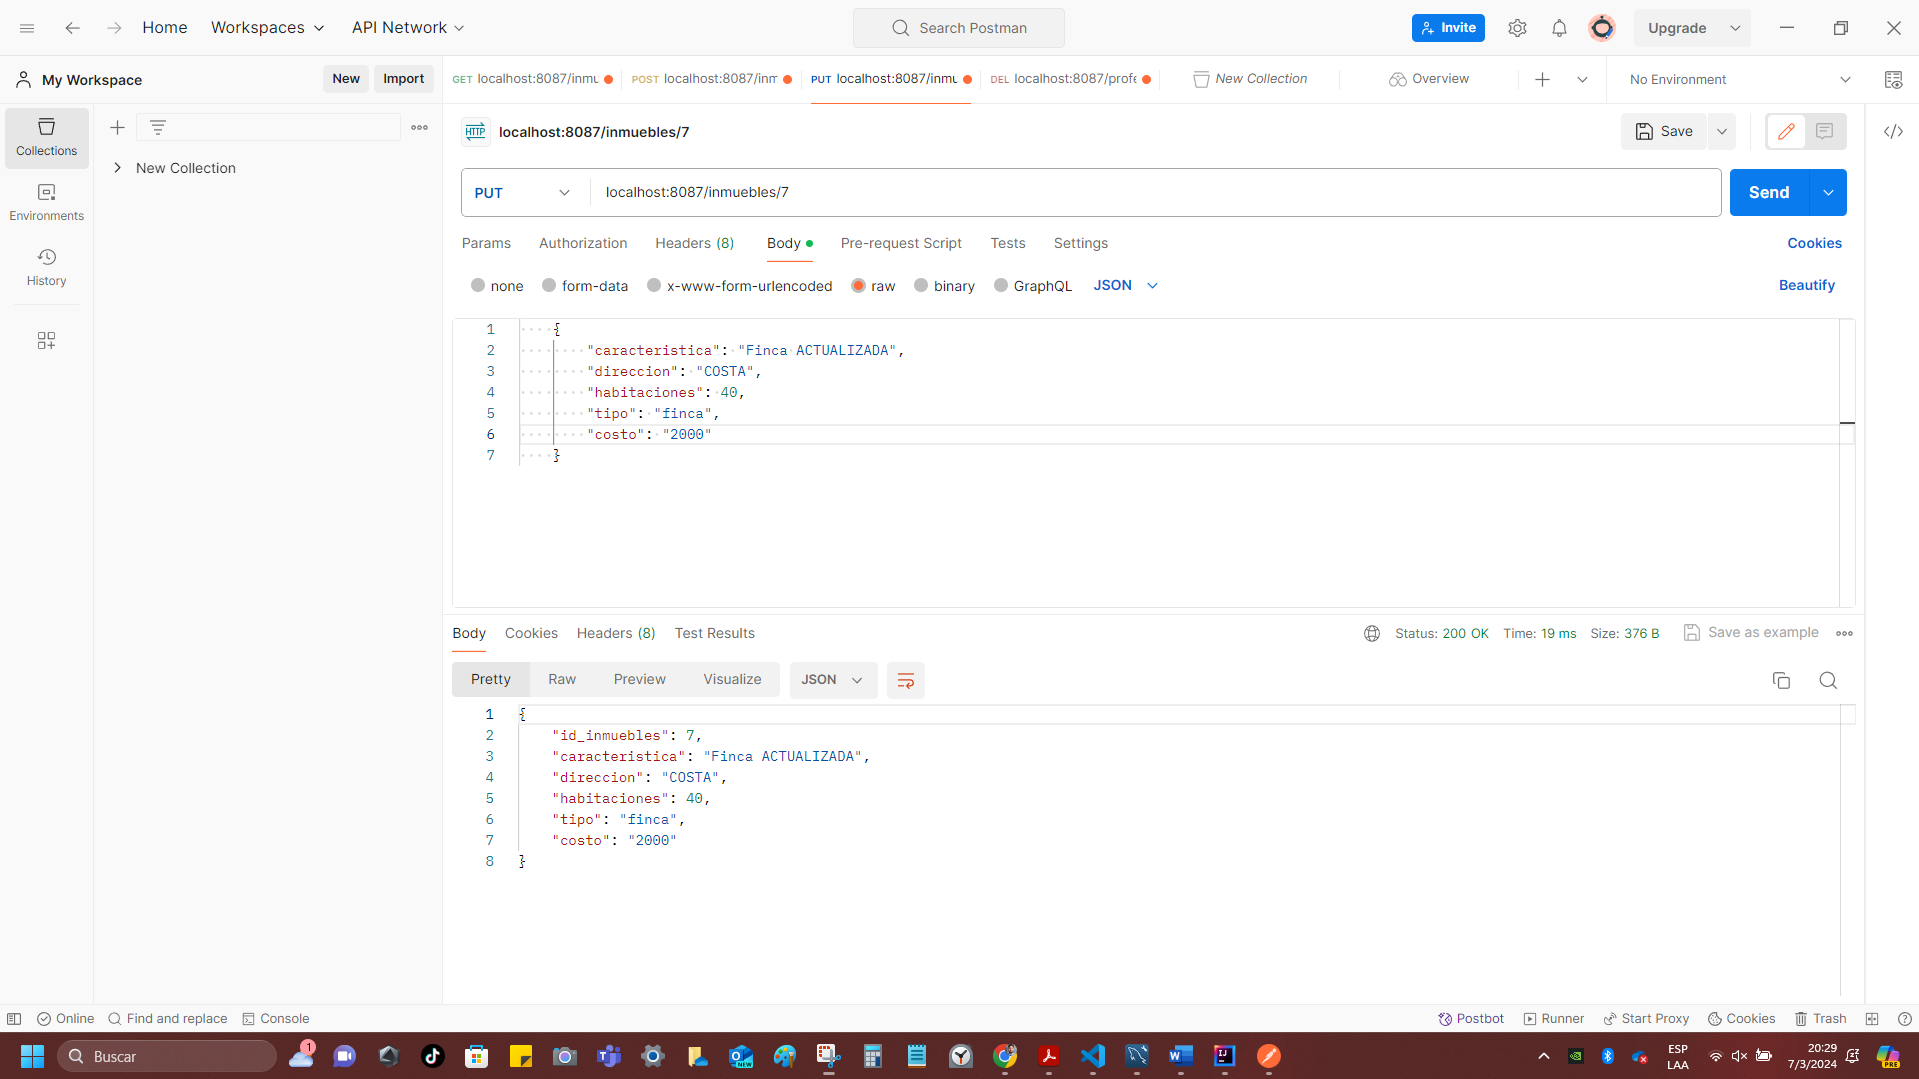 Home Workspaces API Network Search Postman Invite Upgrade
My Workspace New Import GET localhost:8087/inmu POST localhost:8087/inm PUT localhost:8087/inmu DEL localhost:8087/profe New Collection Overview No Environment
Collections
Environments
History
New Collection
HTTP localhost:8087/inmuebles/7 Save
PUT localhost:8087/inmuebles/7 Send
Params Authorization Headers (8) Body Pre-request Script Tests Settings Cookies
none form-data x-www-form-urlencoded raw binary GraphQL JSON Beautify
1 {
2 "caracteristica": "Finca ACTUALIZADA",
3 "direccion": "COSTA",
4 "habitaciones": 40,
5 "tipo": "finca",
6 "costo": "2000"
7 }
Body Cookies Headers (8) Test Results Status: 200 OK Time: 19 ms Size: 376 B Save as example
Pretty Raw Preview Visualize JSON
1 {
2 "id_inmuebles": 7,
3 "caracteristica": "Finca ACTUALIZADA",
4 "direccion": "COSTA",
5 "habitaciones": 40,
6 "tipo": "finca",
7 "costo": "2000"
8 }
Online Find and replace Console Postbot Runner Start Proxy Cookies Trash
Buscar 1 NEW W IJ ESP 20:29
LAA 7/3/2024 PRE